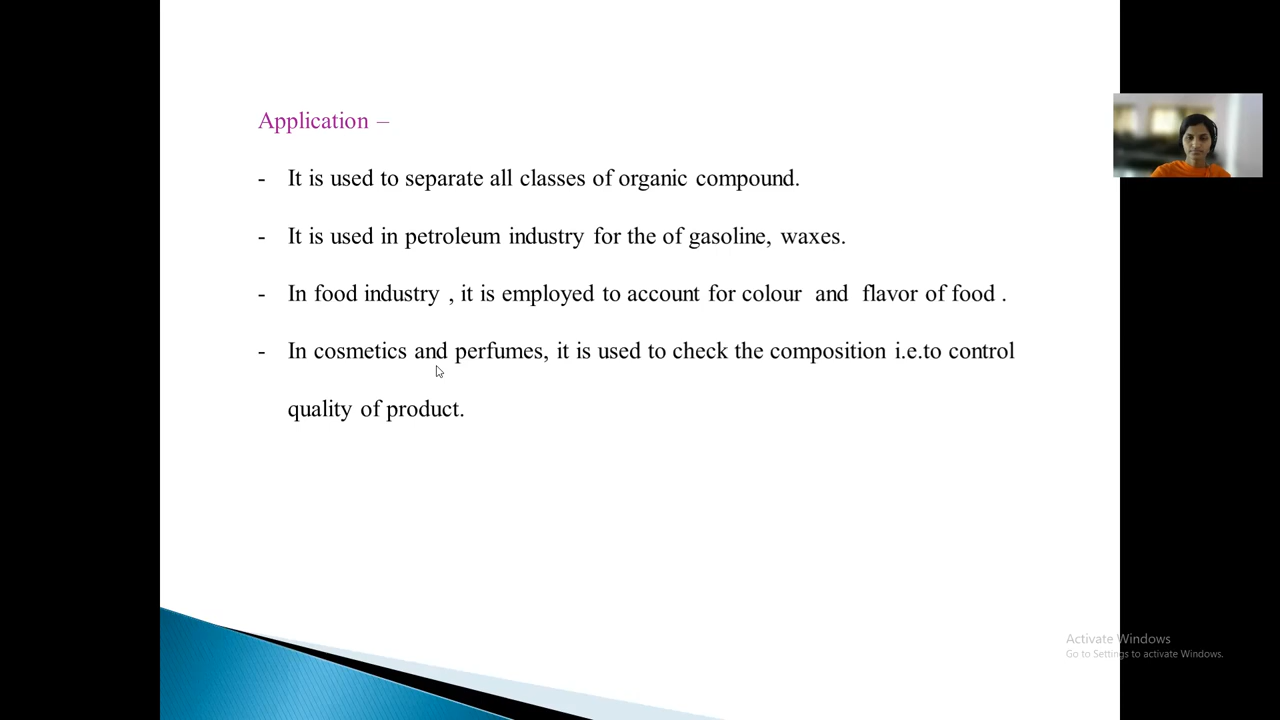 Application –
- It is used to separate all classes of organic compound.
- It is used in petroleum industry for the of gasoline, waxes.
- In food industry , it is employed to account for colour and flavor of food .
- In cosmetics and perfumes, it is used to check the composition i.e.to control
quality of product.
Activate Windows
Go to Settings to activate Windows.